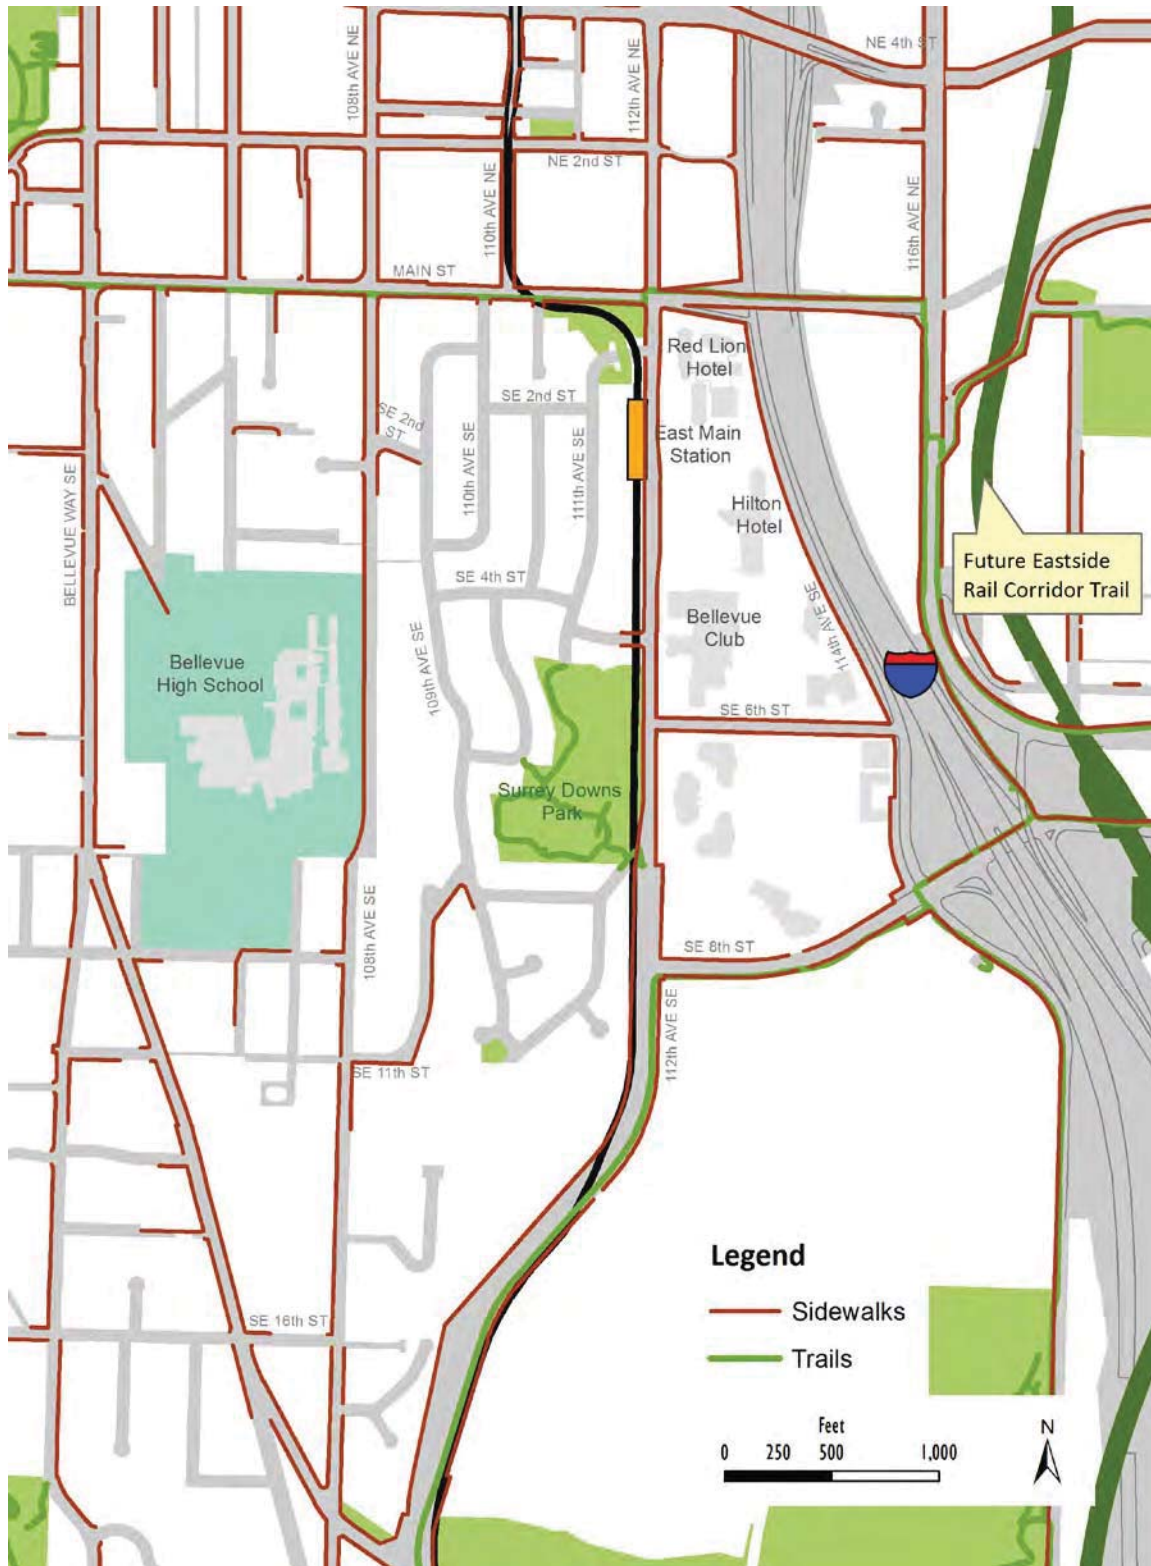 108th AVE NE
112th AVE NE
NE 4th ST
NE 2nd ST
110th AVE NE
116th AVE NE
MAIN ST
Red Lion
Hotel
SE 2nd ST
SE 2nd
ST
East Main
Station
110th AVE SE
111th AVE SE
BELLEVUE WAY SE
Hilton
Hotel
Future Eastside
Rail Corridor Trail
SE 4th ST
Bellevue
Club
114th AVE SE
109th AVE SE
Bellevue
High School
SE 6th ST
Surrey Downs
Park
108th AVE SE
SE 8th ST
112th AVE SE
SE 11th ST
Legend
Sidewalks
Trails
SE 16th ST
Feet
0 250 500 1,000
N